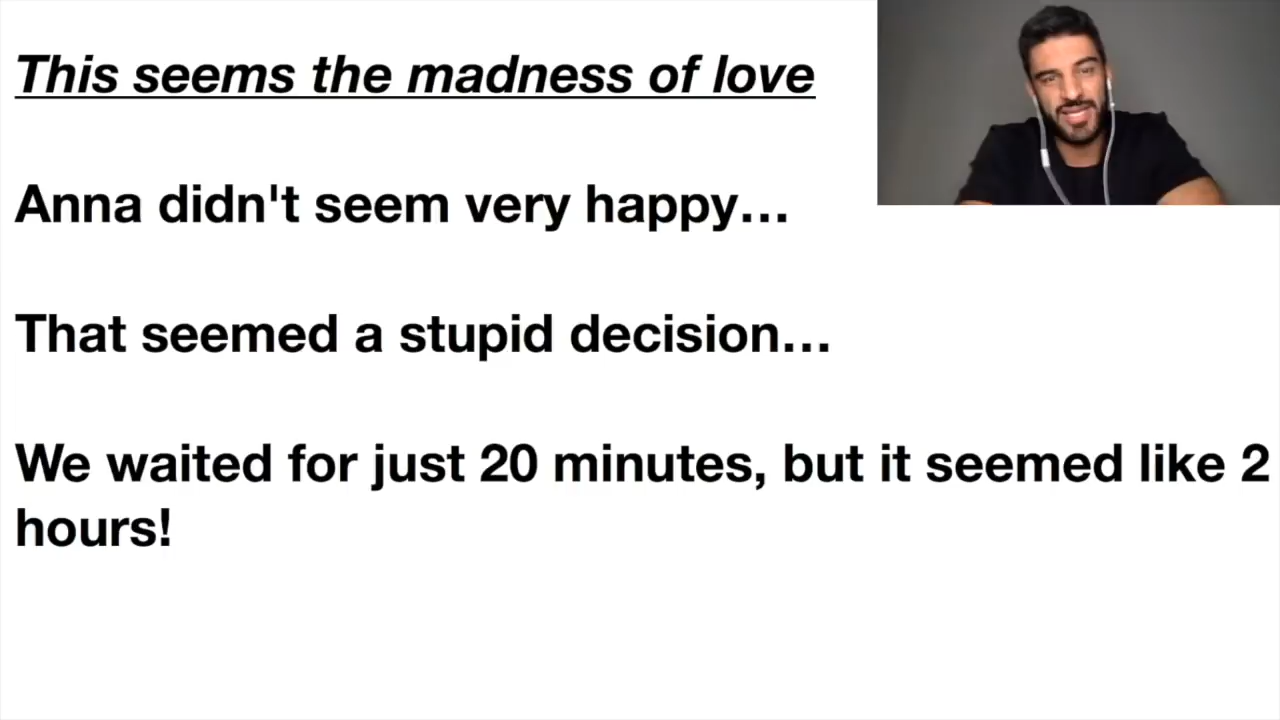 This seems the madness of love
Anna didn't seem very happy…
That seemed a stupid decision…
We waited for just 20 minutes, but it seemed like 2
hours!